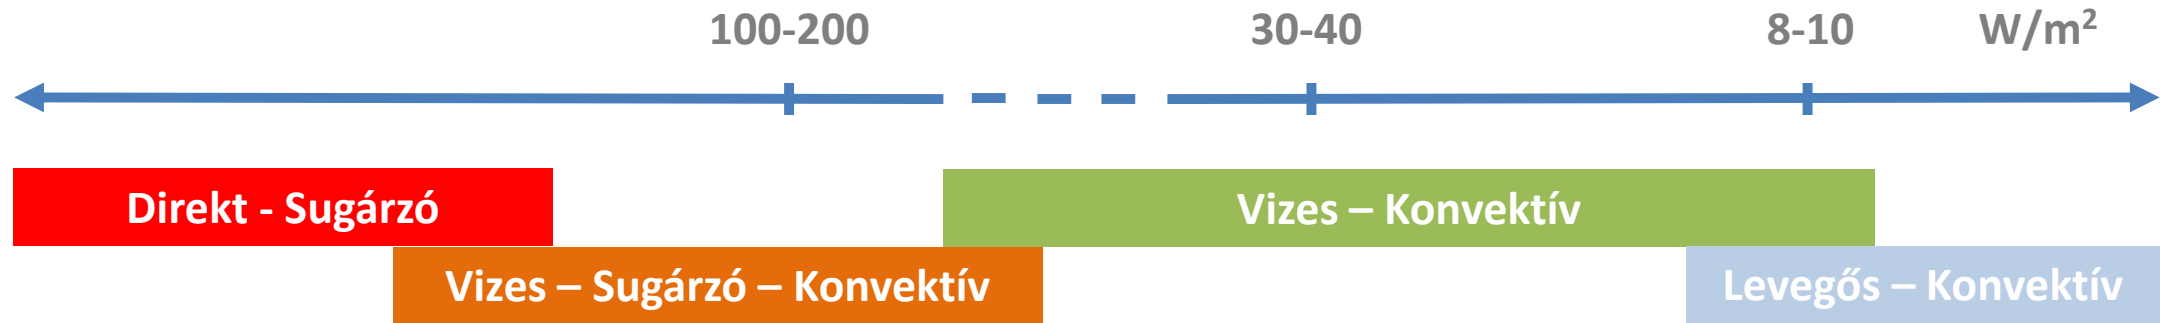 100-200 30-40 8-10 W/m²
Direkt - Sugárzó
Vizes – Konvektív
Vizes – Sugárzó – Konvektív
Levegős – Konvektív